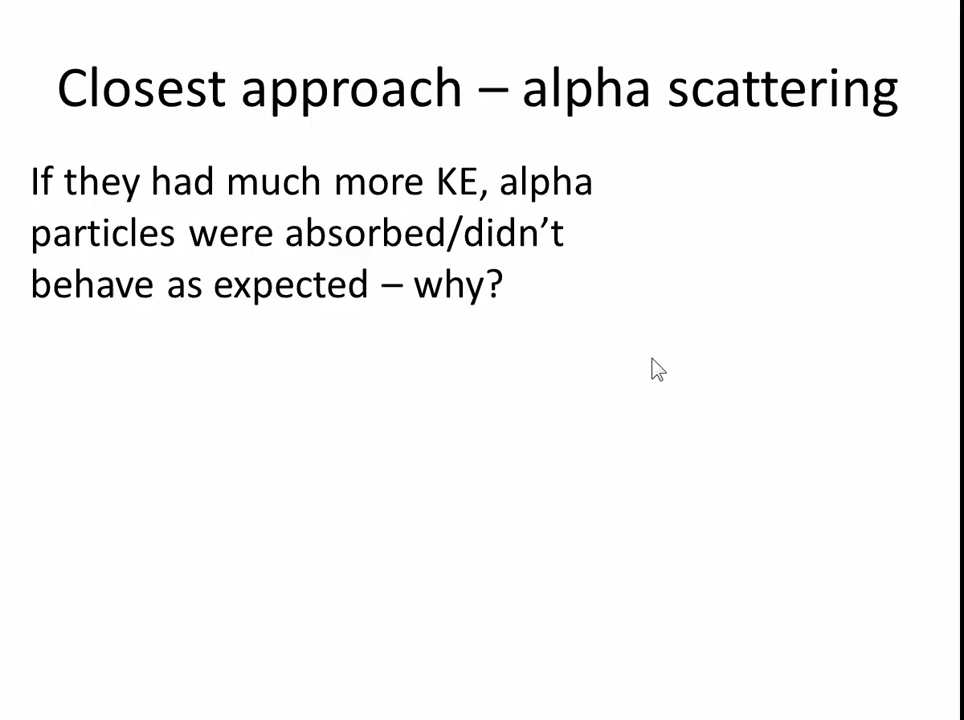 Closest approach – alpha scattering
If they had much more KE, alpha
particles were absorbed/didn’t
behave as expected – why?